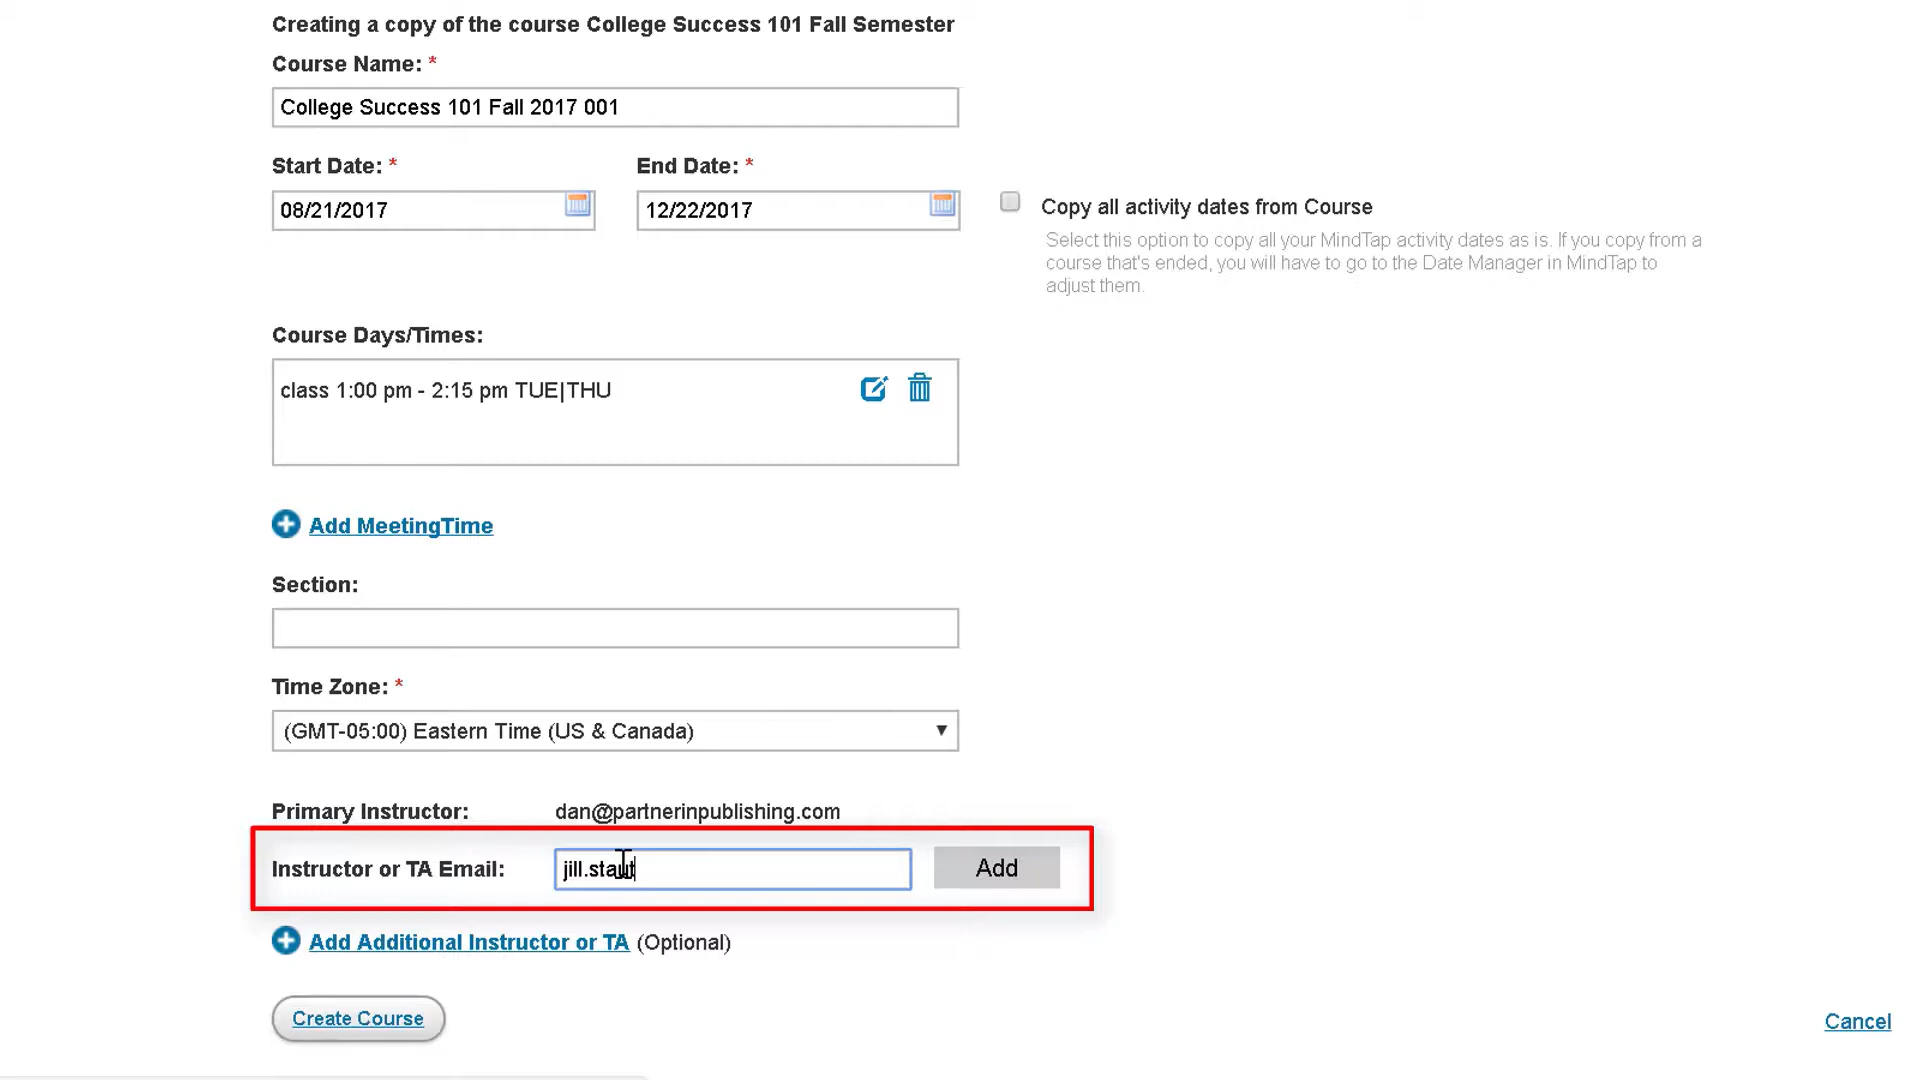 Creating a copy of the course College Success 101 Fall Semester
Course Name: *
College Success 101 Fall 2017 001
Start Date: *
End Date: *
08/21/2017
12/22/2017
Copy all activity dates from Course
Select this option to copy all your MindTap activity dates as is. If you copy from a
course that's ended, you will have to go to the Date Manager in MindTap to
adjust them.
Course Days/Times:
class 1:00 pm - 2:15 pm TUE|THU
Add MeetingTime
Section:
Time Zone: *
(GMT-05:00) Eastern Time (US & Canada)
Primary Instructor: dan@partnerinpublishing.com
Instructor or TA Email: jill.staut Add
Add Additional Instructor or TA (Optional)
Create Course
Cancel